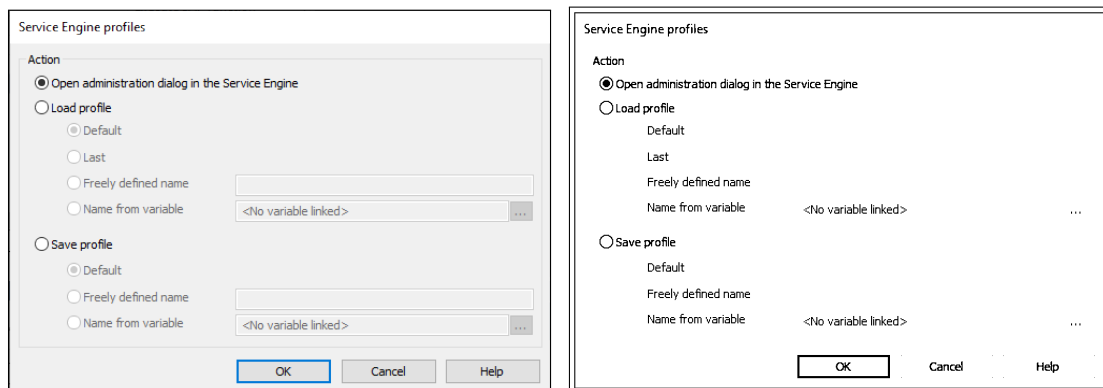 Service Engine profiles
Action
Open administration dialog in the Service Engine
Load profile
Default
Last
Freely defined name
Name from variable <No variable linked> ...
Save profile
Default
Freely defined name
Name from variable <No variable linked> ...
OK Cancel Help
Service Engine profiles
Action
Open administration dialog in the Service Engine
Load profile
Default
Last
Freely defined name
Name from variable <No variable linked> ...
Save profile
Default
Freely defined name
Name from variable <No variable linked> ...
OK Cancel Help